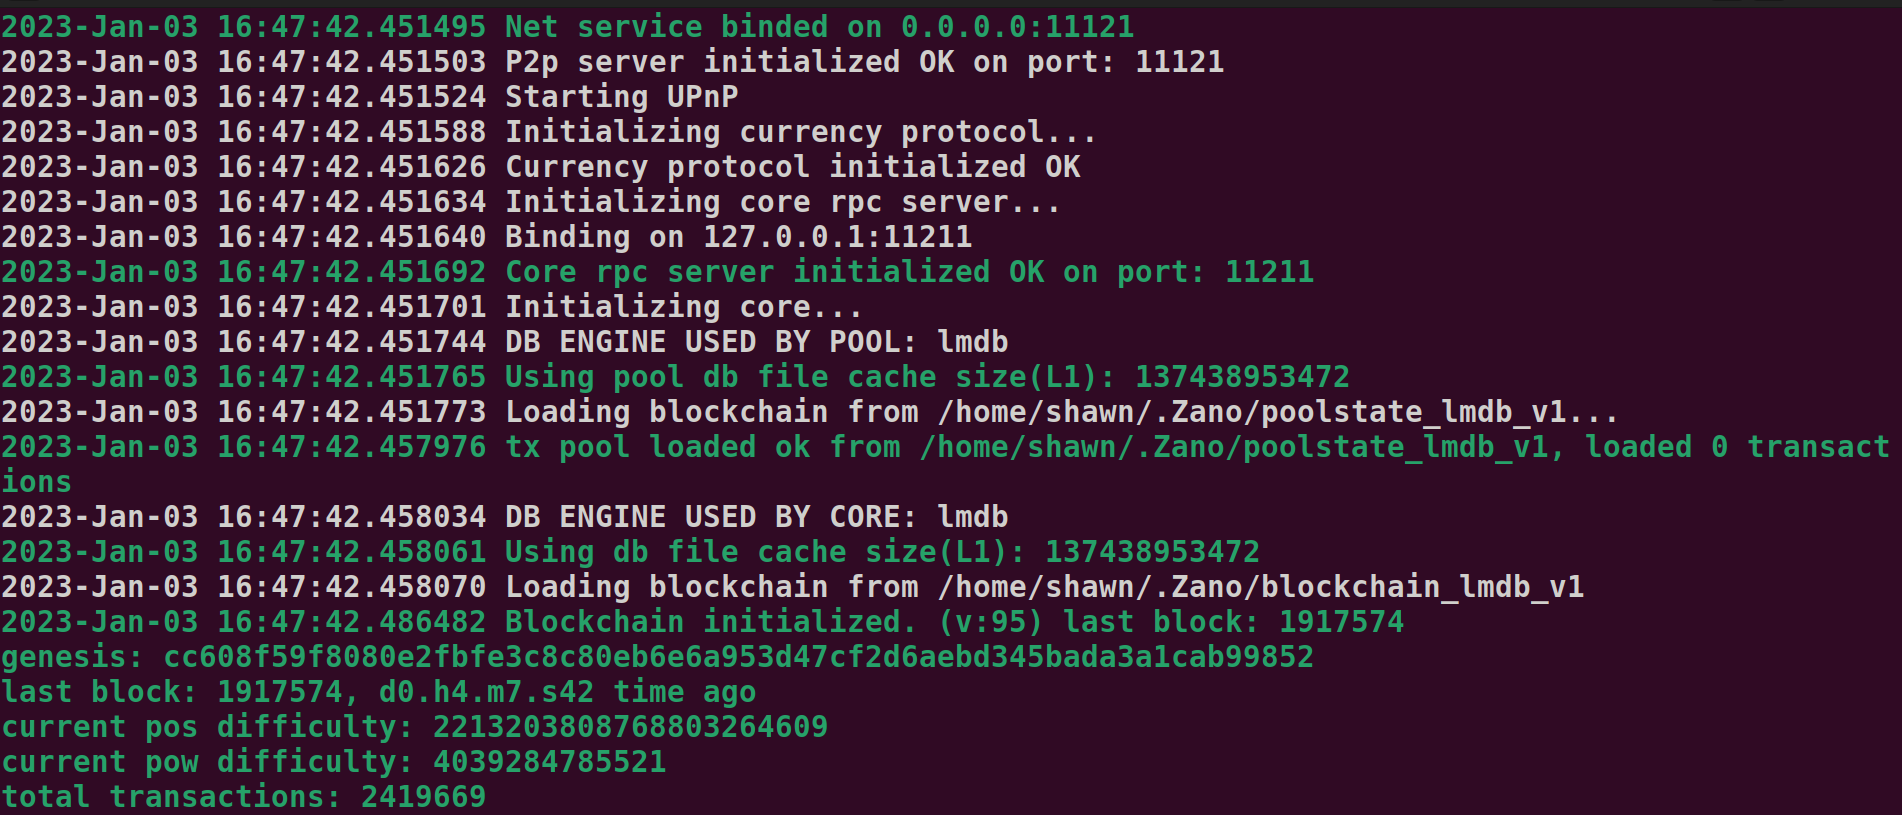 2023-Jan-03 16:47:42.451495 Net service binded on 0.0.0.0:11121
2023-Jan-03 16:47:42.451503 P2p server initialized OK on port: 11121
2023-Jan-03 16:47:42.451524 Starting UPnP
2023-Jan-03 16:47:42.451588 Initializing currency protocol...
2023-Jan-03 16:47:42.451626 Currency protocol initialized OK
2023-Jan-03 16:47:42.451634 Initializing core rpc server...
2023-Jan-03 16:47:42.451640 Binding on 127.0.0.1:11211
2023-Jan-03 16:47:42.451692 Core rpc server initialized OK on port: 11211
2023-Jan-03 16:47:42.451701 Initializing core...
2023-Jan-03 16:47:42.451744 DB ENGINE USED BY POOL: lmdb
2023-Jan-03 16:47:42.451765 Using pool db file cache size(L1): 137438953472
2023-Jan-03 16:47:42.451773 Loading blockchain from /home/shawn/.Zano/poolstate_lmdb_v1...
2023-Jan-03 16:47:42.457976 tx pool loaded ok from /home/shawn/.Zano/poolstate_lmdb_v1, loaded 0 transact
ions
2023-Jan-03 16:47:42.458034 DB ENGINE USED BY CORE: lmdb
2023-Jan-03 16:47:42.458061 Using db file cache size(L1): 137438953472
2023-Jan-03 16:47:42.458070 Loading blockchain from /home/shawn/.Zano/blockchain_lmdb_v1
2023-Jan-03 16:47:42.486482 Blockchain initialized. (v:95) last block: 1917574
genesis: cc608f59f8080e2fbfe3c8c80eb6e6a953d47cf2d6aebd345bada3a1cab99852
last block: 1917574, d0.h4.m7.s42 time ago
current pos difficulty: 2213203808768803264609
current pow difficulty: 4039284785521
total transactions: 2419669